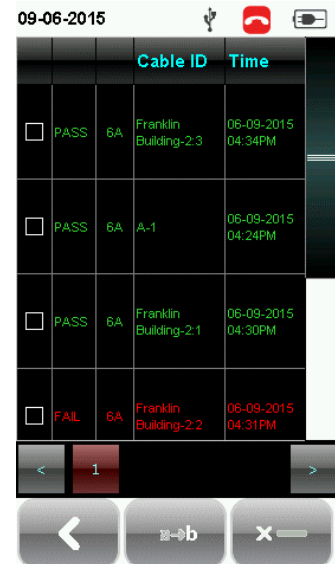 09-06-2015
Cable ID Time
PASS 6A Franklin Building-2:3 06-09-2015 04:34PM
PASS 6A A-1 06-09-2015 04:24PM
PASS 6A Franklin Building-2:1 06-09-2015 04:30PM
FAIL 6A Franklin Building-2:2 06-09-2015 04:31PM
< 1 >
b